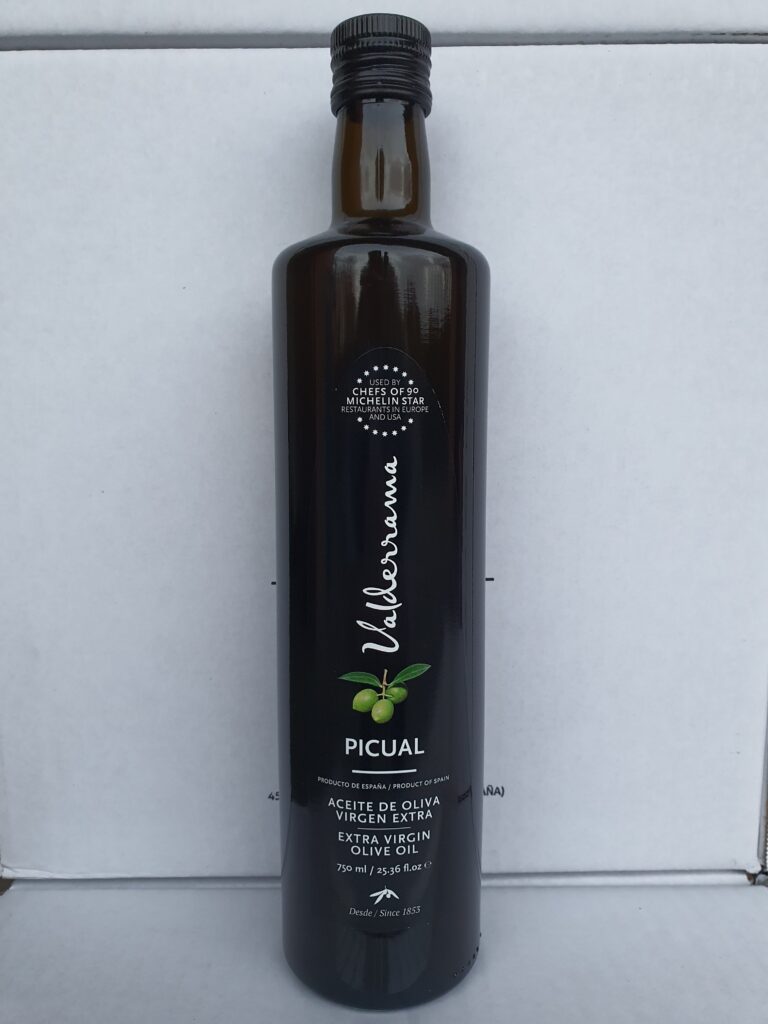 USED BY
CHEFS OF 90
MICHELIN STAR
RESTAURANTS IN EUROPE
AND USA
Valderrama
PICUAL
PRODUCTO DE ESPAÑA / PRODUCT OF SPAIN
ACEITE DE OLIVA
VIRGEN EXTRA
EXTRA VIRGIN
OLIVE OIL
750 ml / 25.36 fl.oz ℮
Desde / Since 1853